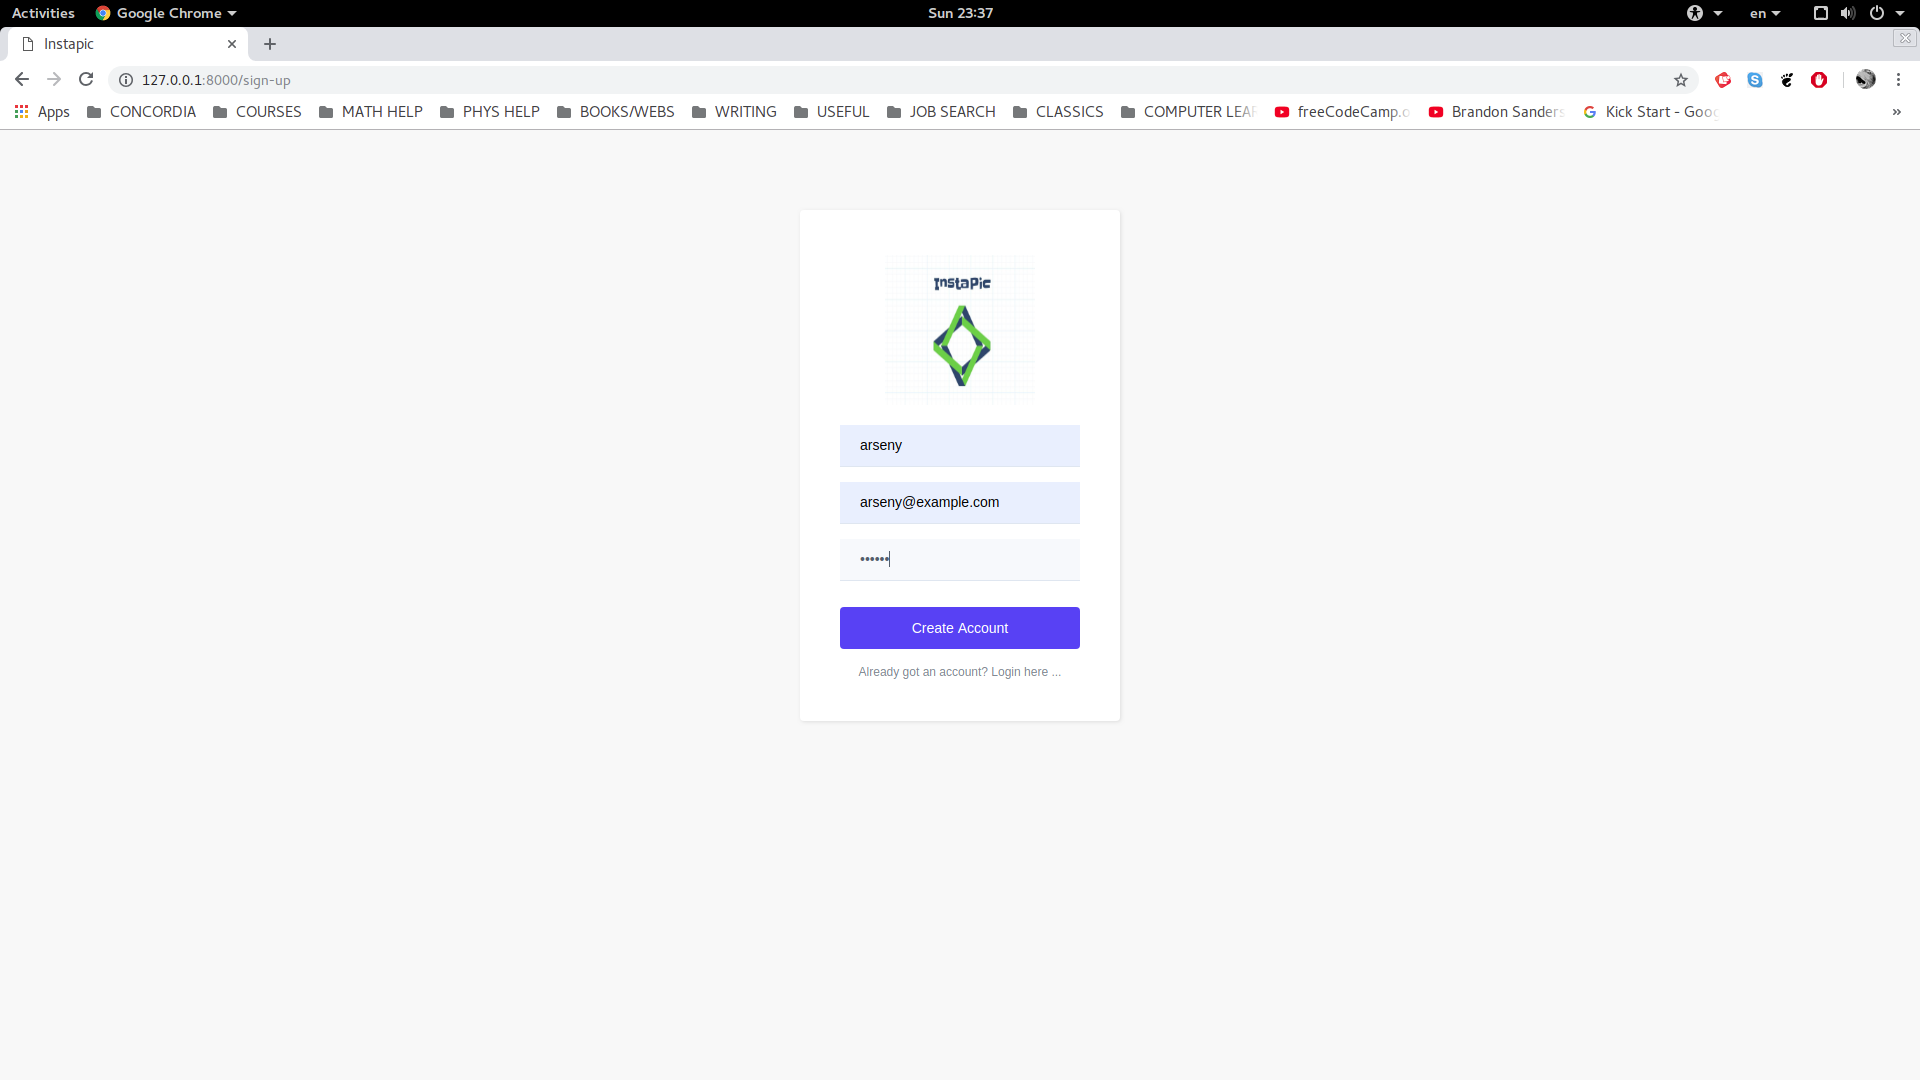 Activities Google Chrome Sun 23:37 en
Instapic
127.0.0.1:8000/sign-up
Apps CONCORDIA COURSES MATH HELP PHYS HELP BOOKS/WEBS WRITING USEFUL JOB SEARCH CLASSICS COMPUTER LEAR freeCodeCamp.o Brandon Sanders Kick Start - Goog »
InstaPic
arseny
arseny@example.com
••••••
Create Account
Already got an account? Login here ...